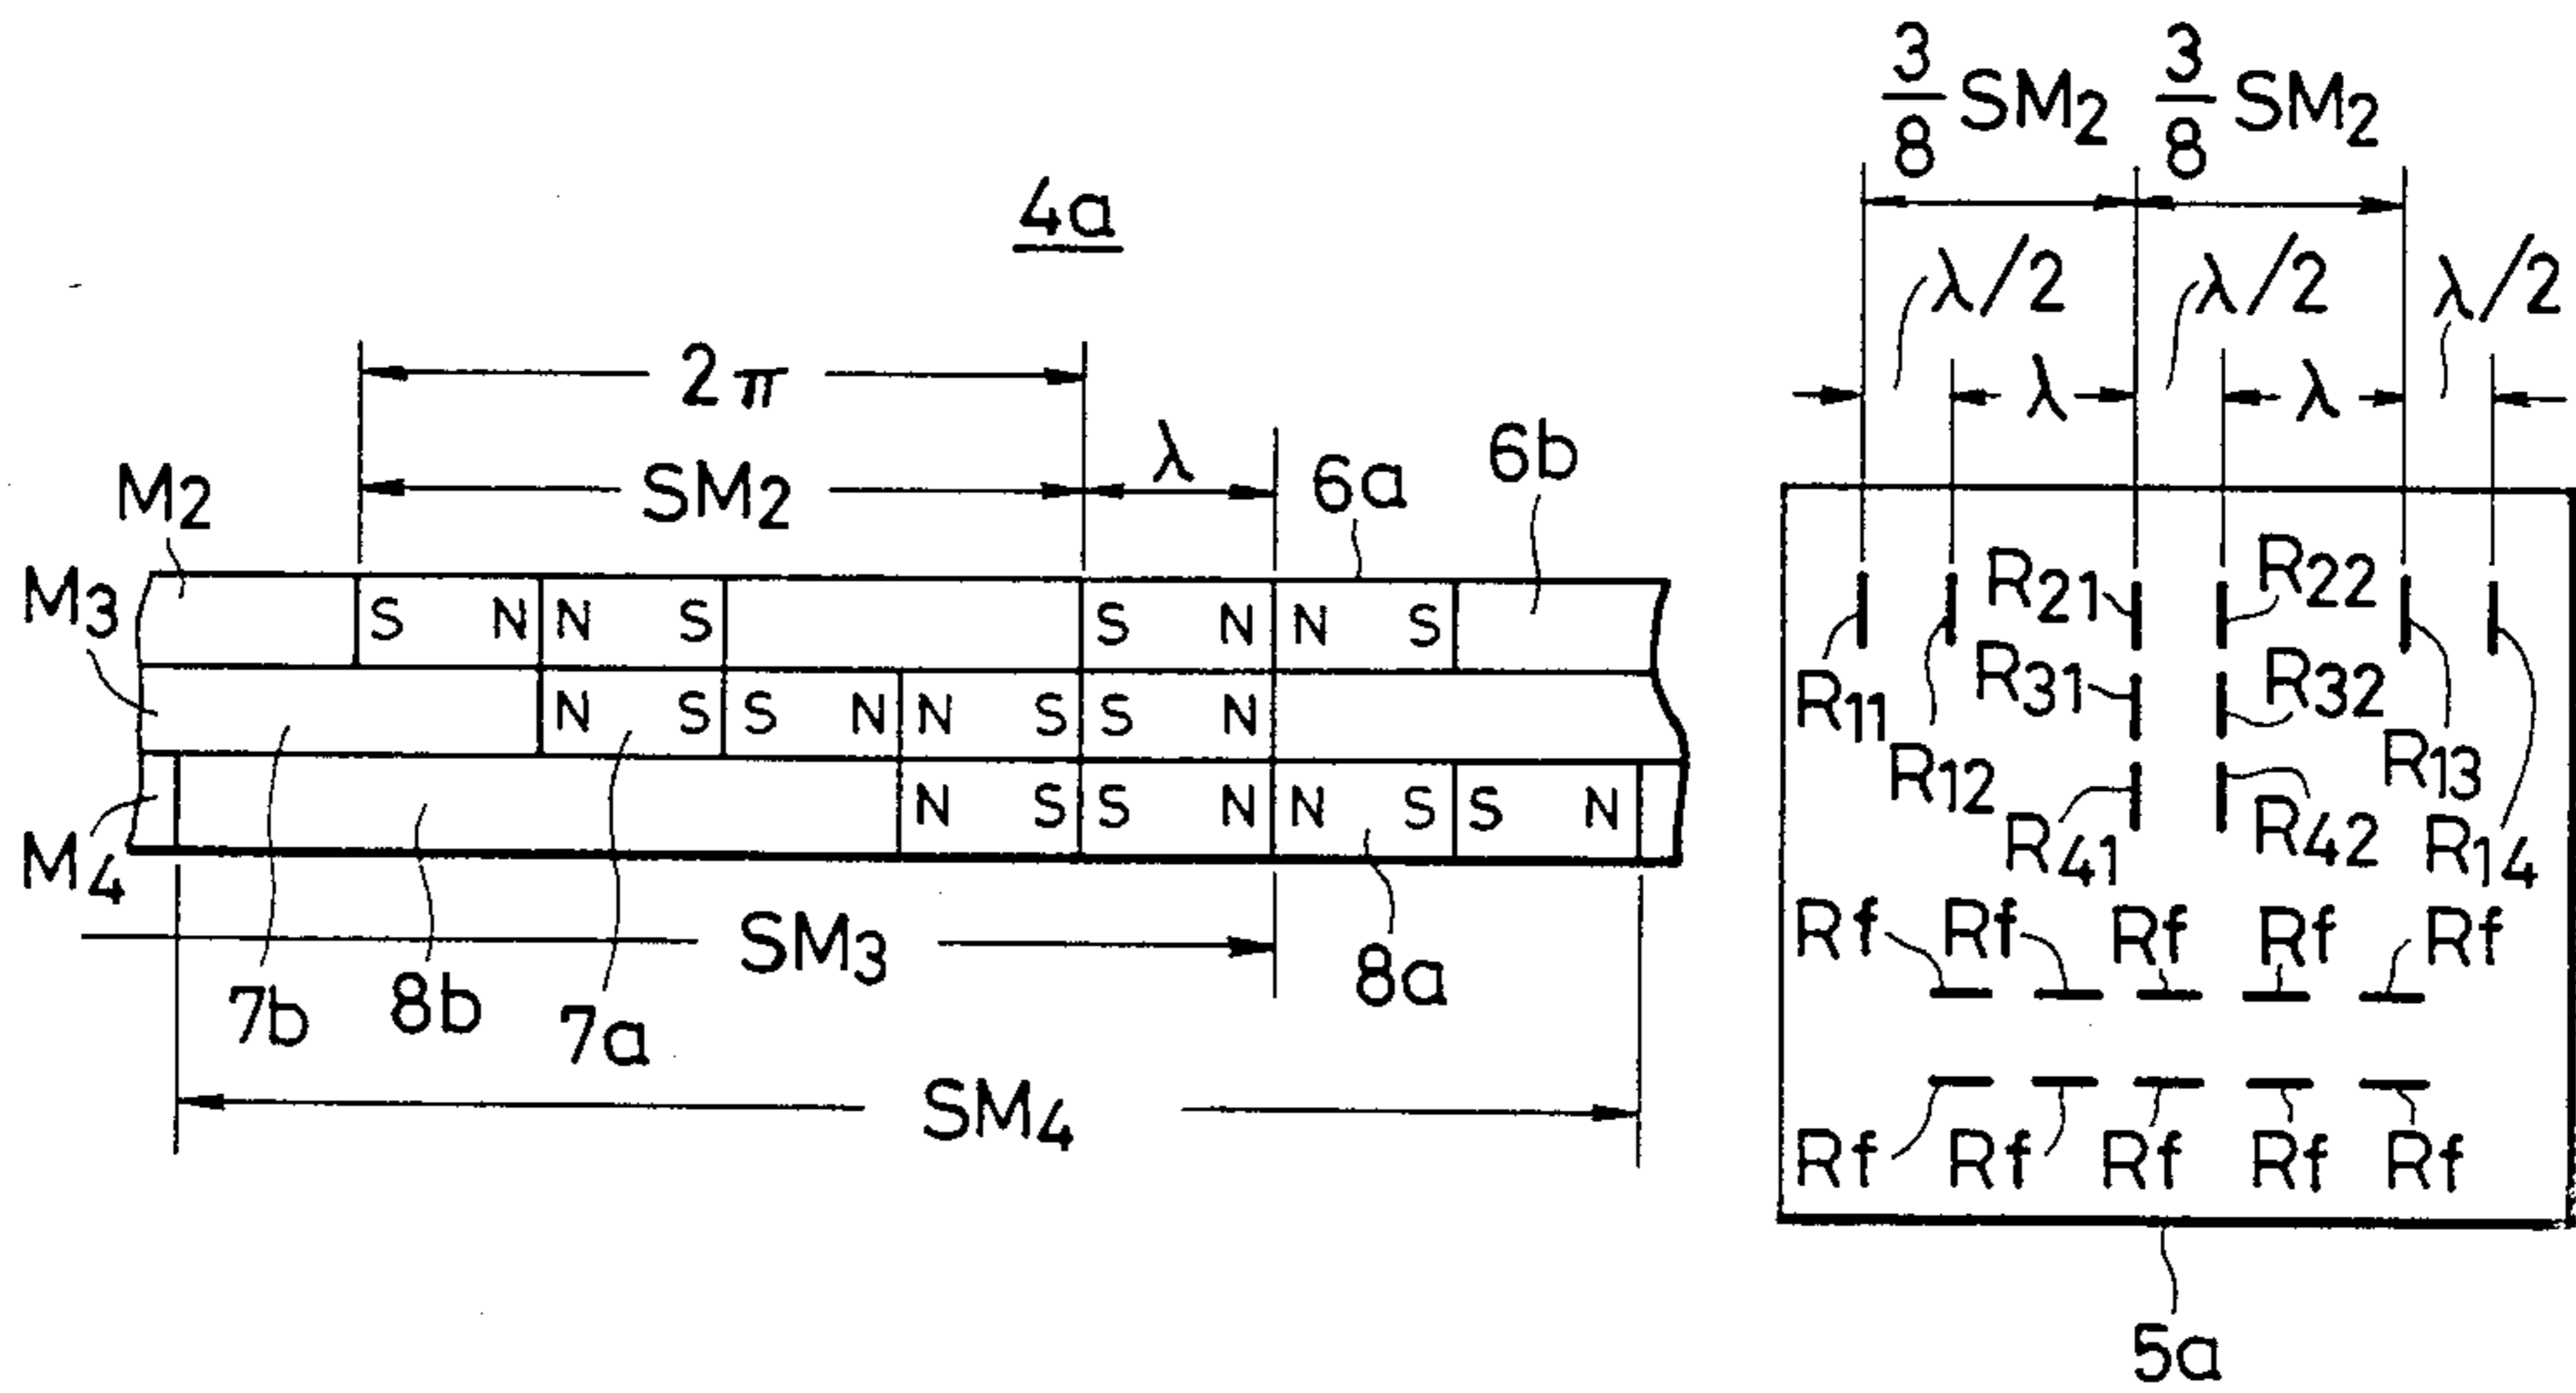 3/8 SM2 3/8 SM2
4a
λ/2 λ/2 λ/2
2π
λ λ
SM2 λ 6a 6b
M2
M3
S N N S S N N S
N S S N N S S N
N S S N N S S N
M4
SM3
7b 8b 7a 8a
SM4
R21 R22
R31 R32
R11 R12 R13
R41 R42 R14
Rf Rf Rf Rf Rf
Rf Rf Rf Rf Rf
5a